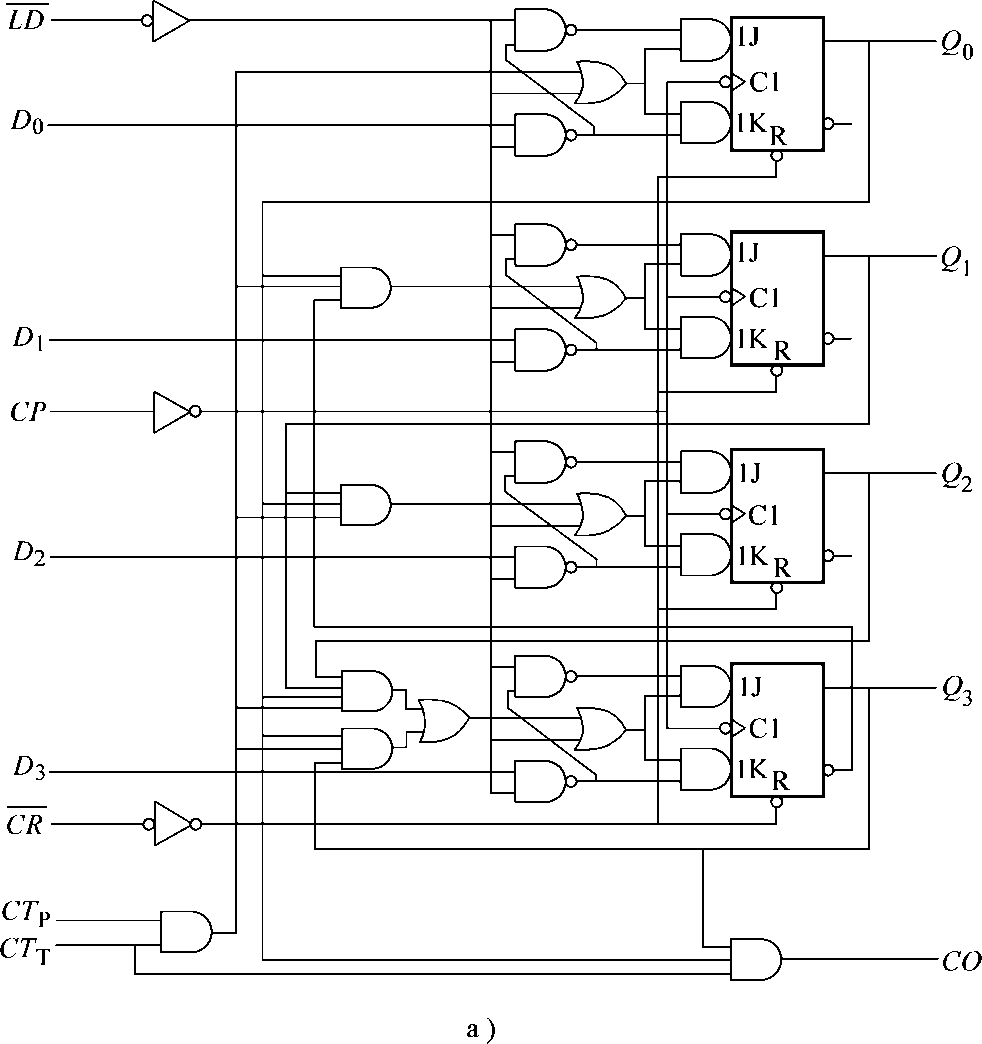 LD
1J
C1
1K
R
Q0
D0
1J
C1
1K
R
Q1
D1
CP
1J
C1
1K
R
Q2
D2
1J
C1
1K
R
Q3
D3
CR
CTP
CTT
CO
a )